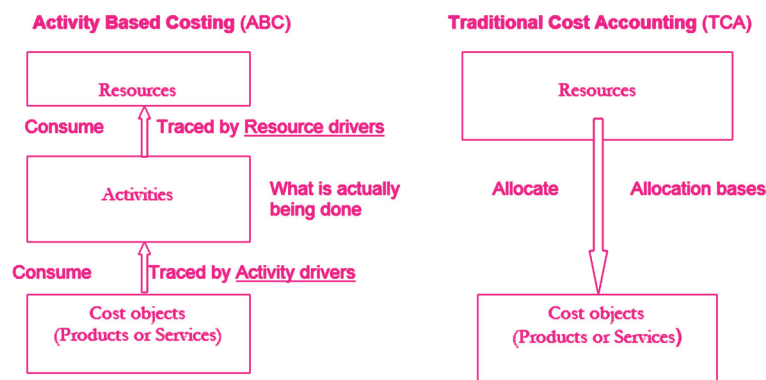 Activity Based Costing (ABC)
Resources
Consume
Traced by Resource drivers
Activities
What is actually
being done
Consume
Traced by Activity drivers
Cost objects
(Products or Services)
Traditional Cost Accounting (TCA)
Resources
Allocate
Allocation bases
Cost objects
(Products or Services)